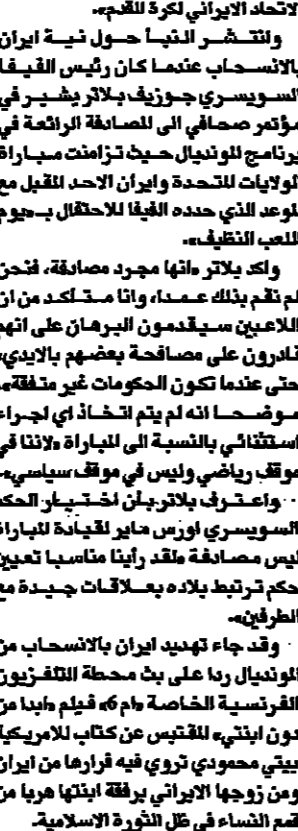 لاتحاد الايراني لكرة القدم».
وانتشر النبأ حول نية ايران
بالانسحاب عندما كان رئيس الفيفا
السويسري جوزيف بلاتر يشير في
مؤتمر صحافي الى المصادفة الرائعة في
برنامج المونديال حيث تزامنت مباراة
الولايات المتحدة وايران الاحد المقبل مع
الموعد الذي حدده الفيفا للاحتفال بـ«يوم
اللعب النظيف».
واكد بلاتر «انها مجرد مصادفة، فنحن
لم نقم بذلك عمدا، وانا متأكد من ان
اللاعبين سيقدمون البرهان على انهم
قادرون على مصافحة بعضهم بالايدي،
حتى عندما تكون الحكومات غير متفقة»،
موضحا انه لم يتم اتخاذ اي اجراء
استثنائي بالنسبة الى المباراة «لاننا في
موقف رياضي وليس في موقف سياسي».
واعترف بلاتر بأن اختيار الحكم
السويسري اورس ماير لقيادة المباراة
ليس مصادفة «لقد رأينا مناسبا تعيين
حكم ترتبط بلاده بعلاقات جيدة مع
الطرفين».
وقد جاء تهديد ايران بالانسحاب من
المونديال ردا على بث محطة التلفزيون
الفرنسية الخاصة «ام 6» فيلم «ابدا من
دون ابنتي» المقتبس عن كتاب للامريكية
بيتي محمودي تروي فيه فرارها من ايران
ومن زوجها الايراني برفقة ابنتها هربا من
قمع النساء في ظل الثورة الاسلامية.